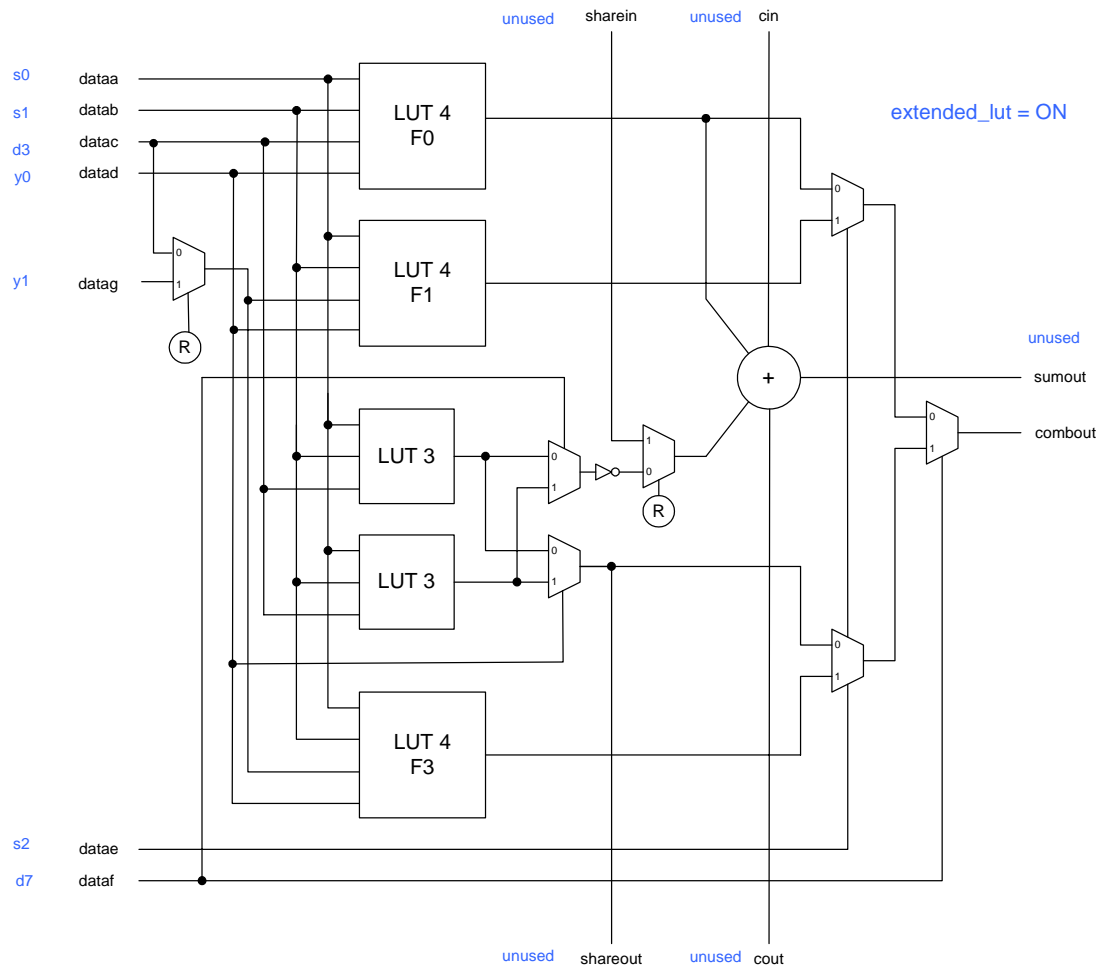 unused sharein unused cin
s0 dataa
s1 datab
d3 datac
y0 datad
y1 datag
LUT 4
F0
extended_lut = ON
0
1
0
1
R
LUT 4
F1
unused
sumout
+
0
1
combout
LUT 3
0
1
1
0
R
LUT 3
0
1
0
1
LUT 4
F3
s2 datae
d7 dataf
unused shareout unused cout